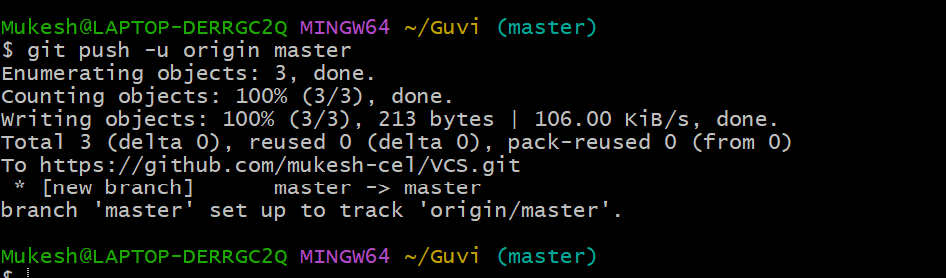 Mukesh@LAPTOP-DERRGC2Q MINGW64 ~/Guvi (master)
$ git push -u origin master
Enumerating objects: 3, done.
Counting objects: 100% (3/3), done.
Writing objects: 100% (3/3), 213 bytes | 106.00 KiB/s, done.
Total 3 (delta 0), reused 0 (delta 0), pack-reused 0 (from 0)
To https://github.com/mukesh-cel/VCS.git
 * [new branch]      master -> master
branch 'master' set up to track 'origin/master'.
Mukesh@LAPTOP-DERRGC2Q MINGW64 ~/Guvi (master)
$